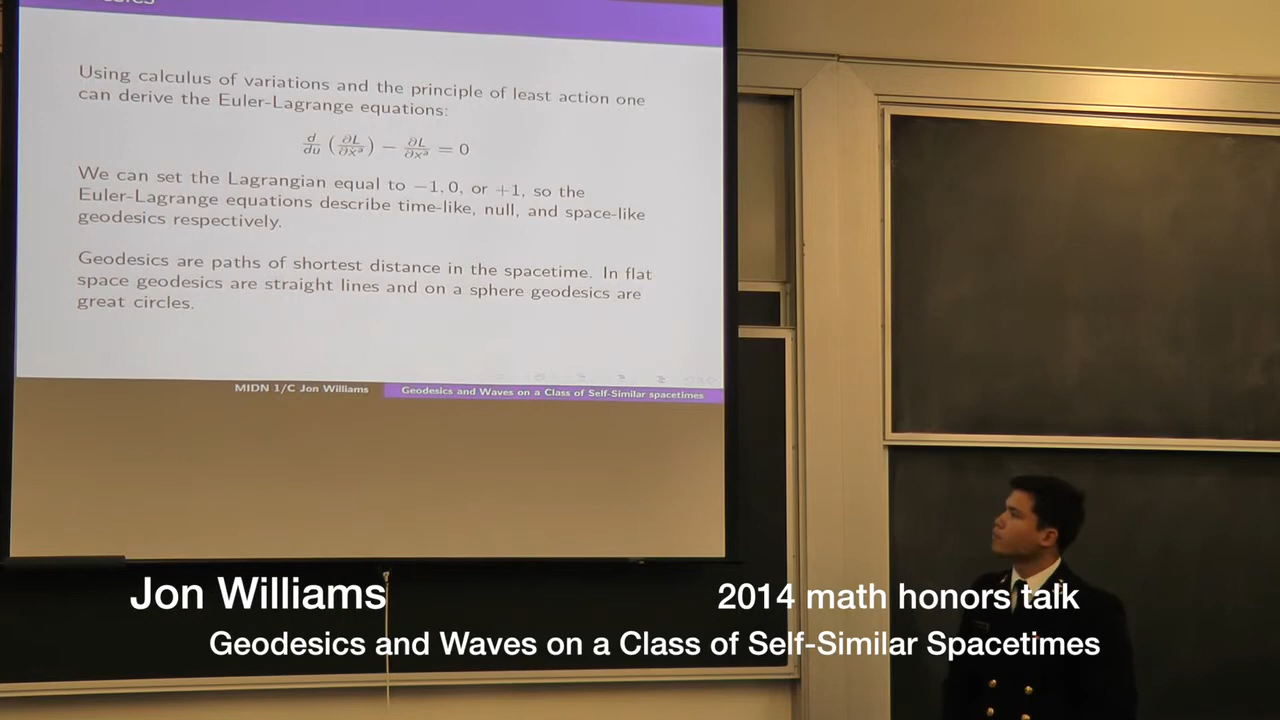 Using calculus of variations and the principle of least action one
can derive the Euler-Lagrange equations:
d/du (∂L/∂ẋᵃ) − ∂L/∂xᵃ = 0
We can set the Lagrangian equal to −1, 0, or +1, so the
Euler-Lagrange equations describe time-like, null, and space-like
geodesics respectively.
Geodesics are paths of shortest distance in the spacetime. In flat
space geodesics are straight lines and on a sphere geodesics are
great circles.
MIDN 1/C Jon Williams
Geodesics and Waves on a Class of Self-Similar spacetimes
Jon Williams
2014 math honors talk
Geodesics and Waves on a Class of Self-Similar Spacetimes